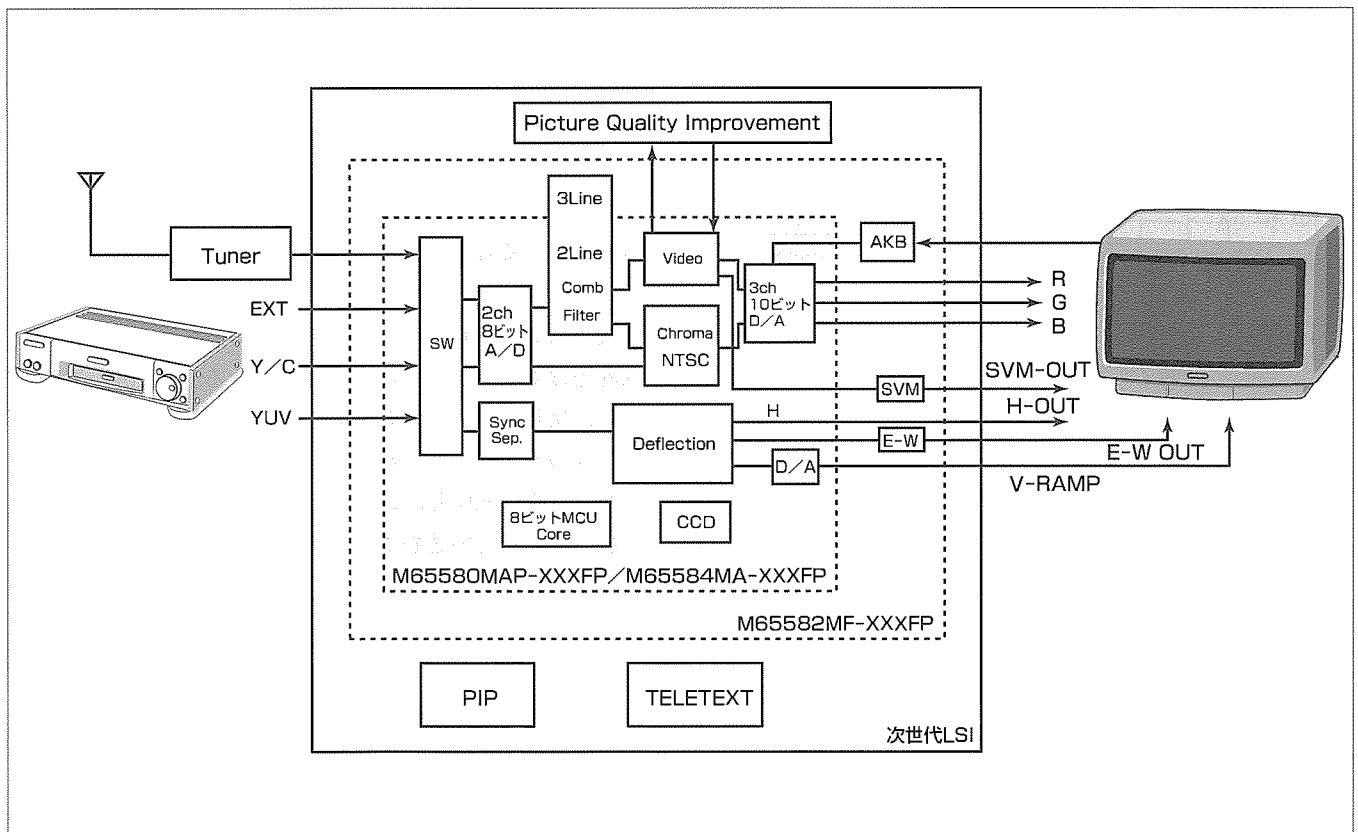 Picture Quality Improvement
Tuner
EXT
Y/C
YUV
SW
2ch
8ビット
A/D
Sync
Sep.
3Line
2Line
Comb
Filter
Video
Chroma
NTSC
3ch
10ビット
D/A
AKB
R
G
B
SVM
SVM-OUT
H
H-OUT
Deflection
E-W
E-W OUT
D/A
V-RAMP
8ビットMCU
Core
CCD
M65580MAP-XXXFP/M65584MA-XXXFP
M65582MF-XXXFP
PIP
TELETEXT
次世代LSI